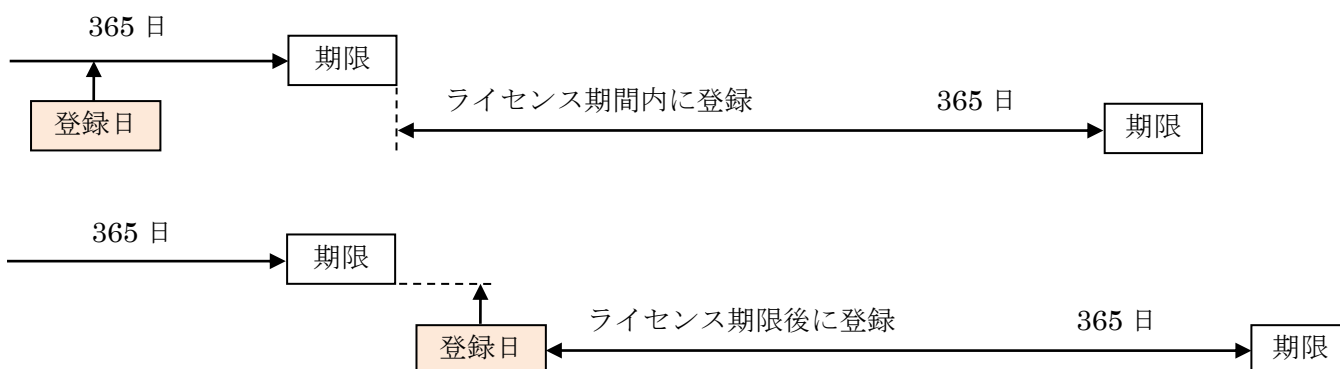 365 日
期限
ライセンス期間内に登録 365 日
登録日
期限
365 日
期限
ライセンス期限後に登録 365 日
登録日
期限